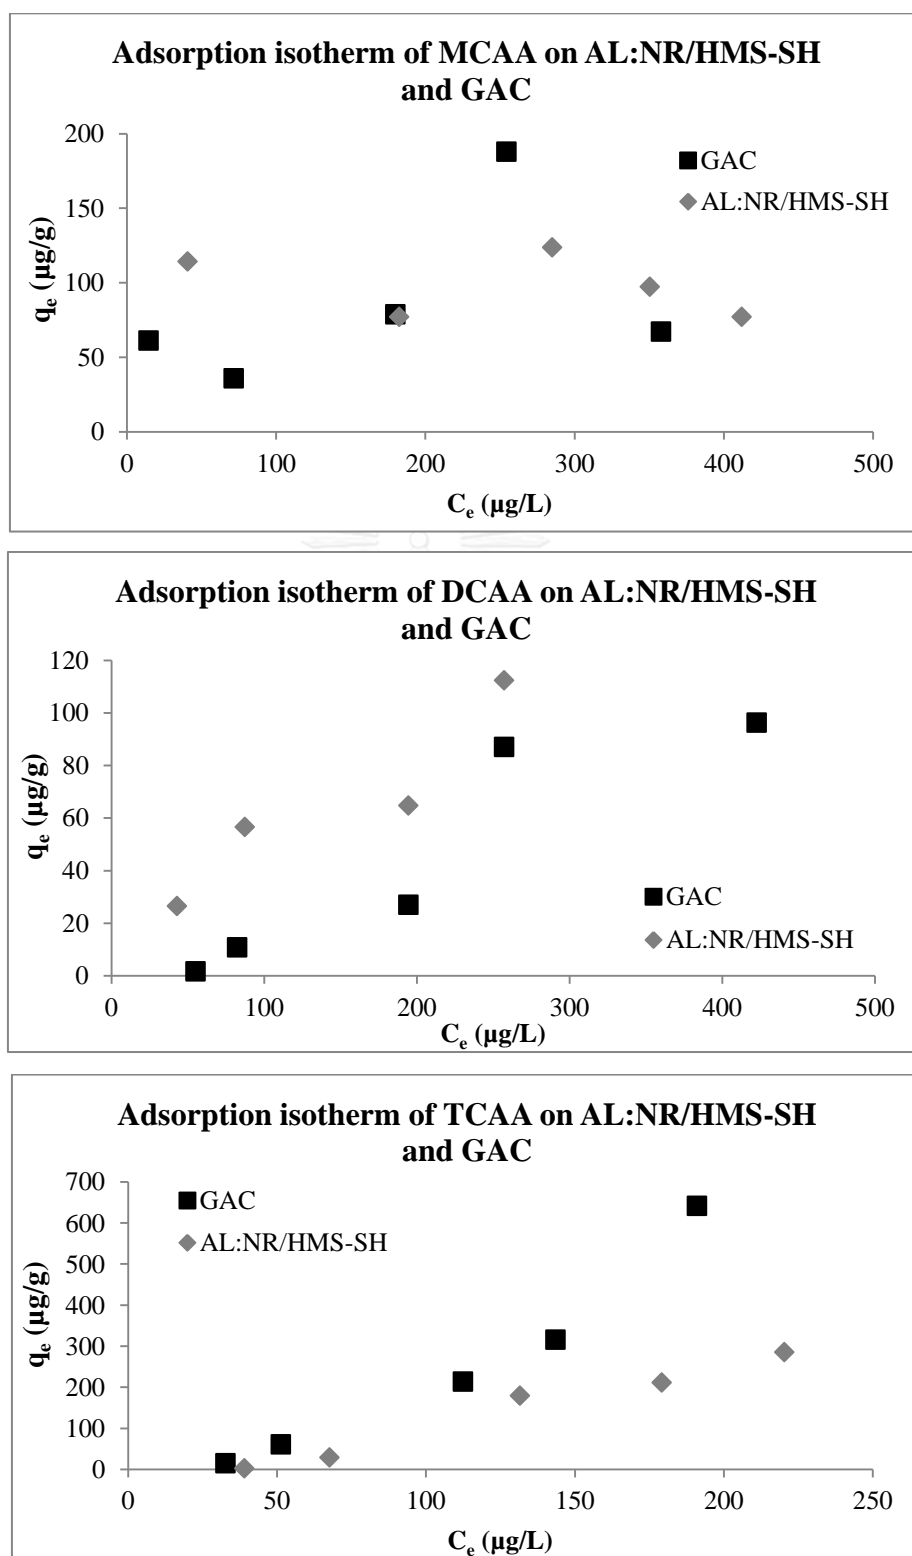 Adsorption isotherm of MCAA on AL:NR/HMS-SH
and GAC
200
150
100
50
0
qe (µg/g)
GAC
AL:NR/HMS-SH
0 100 200 300 400 500
Ce (µg/L)
Adsorption isotherm of DCAA on AL:NR/HMS-SH
and GAC
120
100
80
60
40
20
0
qe (µg/g)
GAC
AL:NR/HMS-SH
0 100 200 300 400 500
Ce (µg/L)
Adsorption isotherm of TCAA on AL:NR/HMS-SH
and GAC
700
600
500
400
300
200
100
0
qe (µg/g)
GAC
AL:NR/HMS-SH
0 50 100 150 200 250
Ce (µg/L)